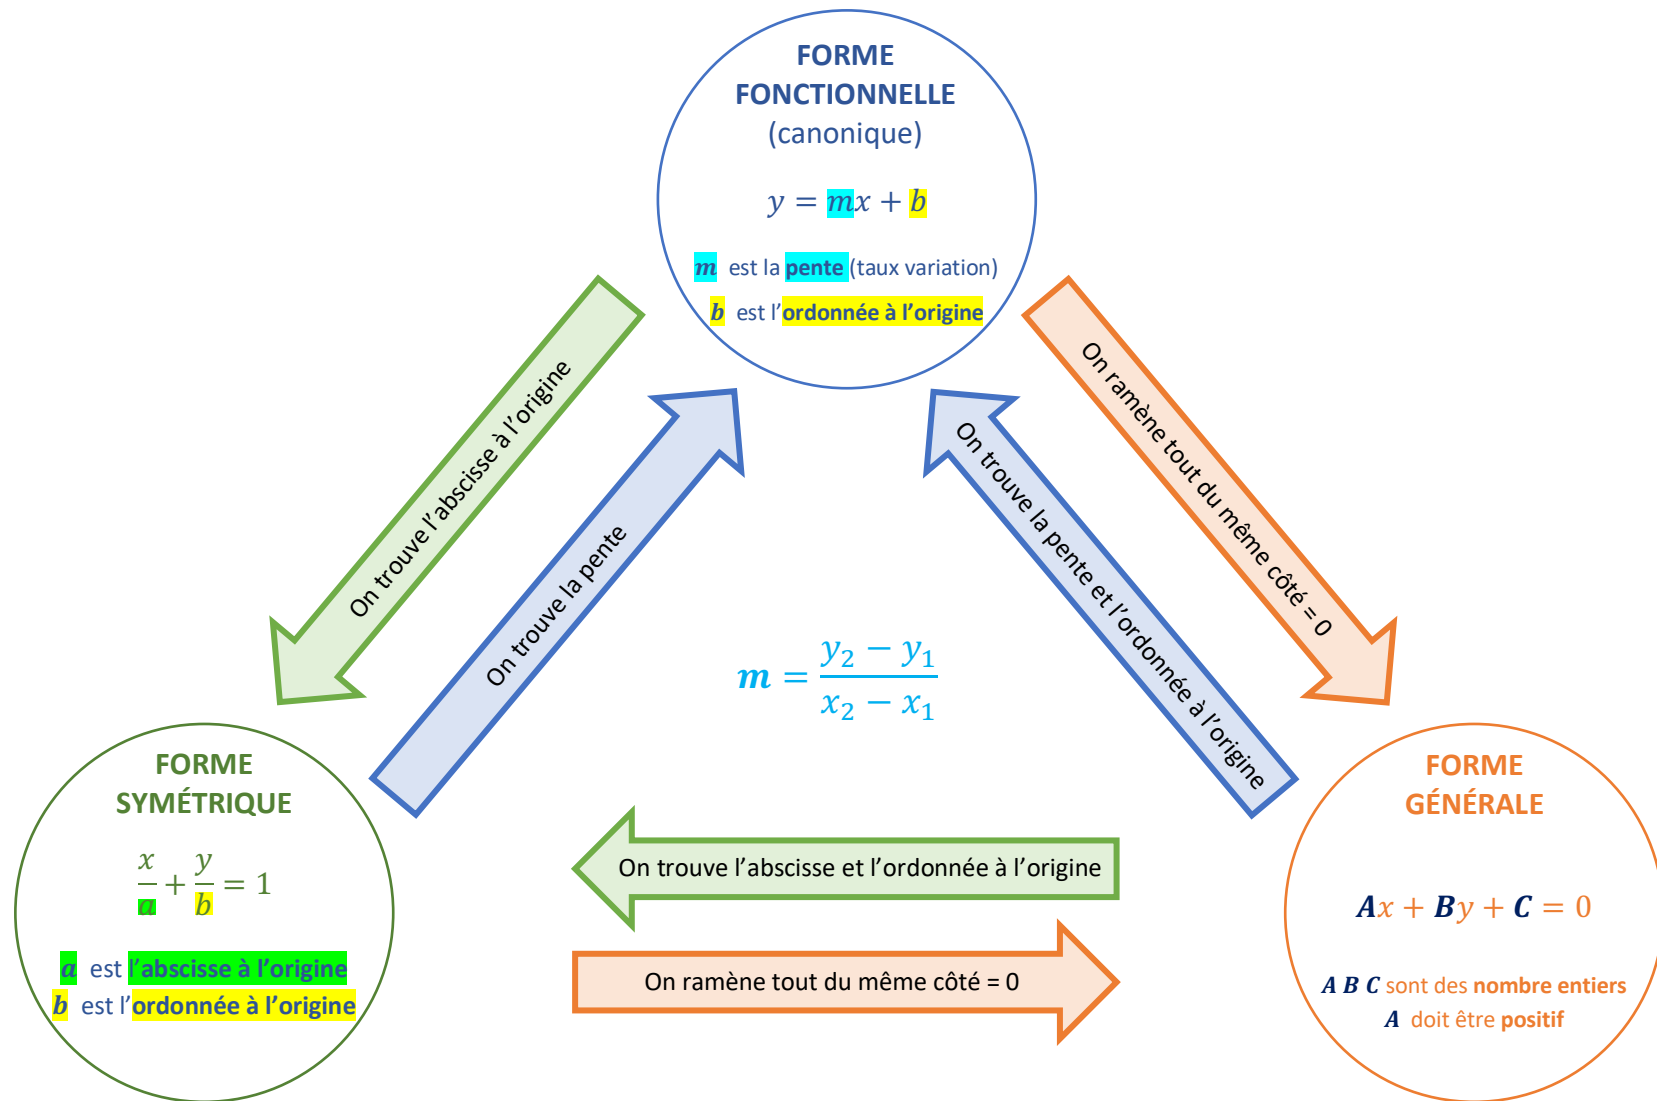 FORME
FONCTIONNELLE
(canonique)
y = mx + b
m est la pente (taux variation)
b est l'ordonnée à l'origine
On trouve l'abscisse à l'origine
On trouve la pente
On trouve la pente et l'ordonnée à l'origine
On ramène tout du même côté = 0
m = (y₂ − y₁)/(x₂ − x₁)
FORME
SYMÉTRIQUE
x/a + y/b = 1
a est l'abscisse à l'origine
b est l'ordonnée à l'origine
On trouve l'abscisse et l'ordonnée à l'origine
On ramène tout du même côté = 0
FORME
GÉNÉRALE
Ax + By + C = 0
A B C sont des nombre entiers
A doit être positif